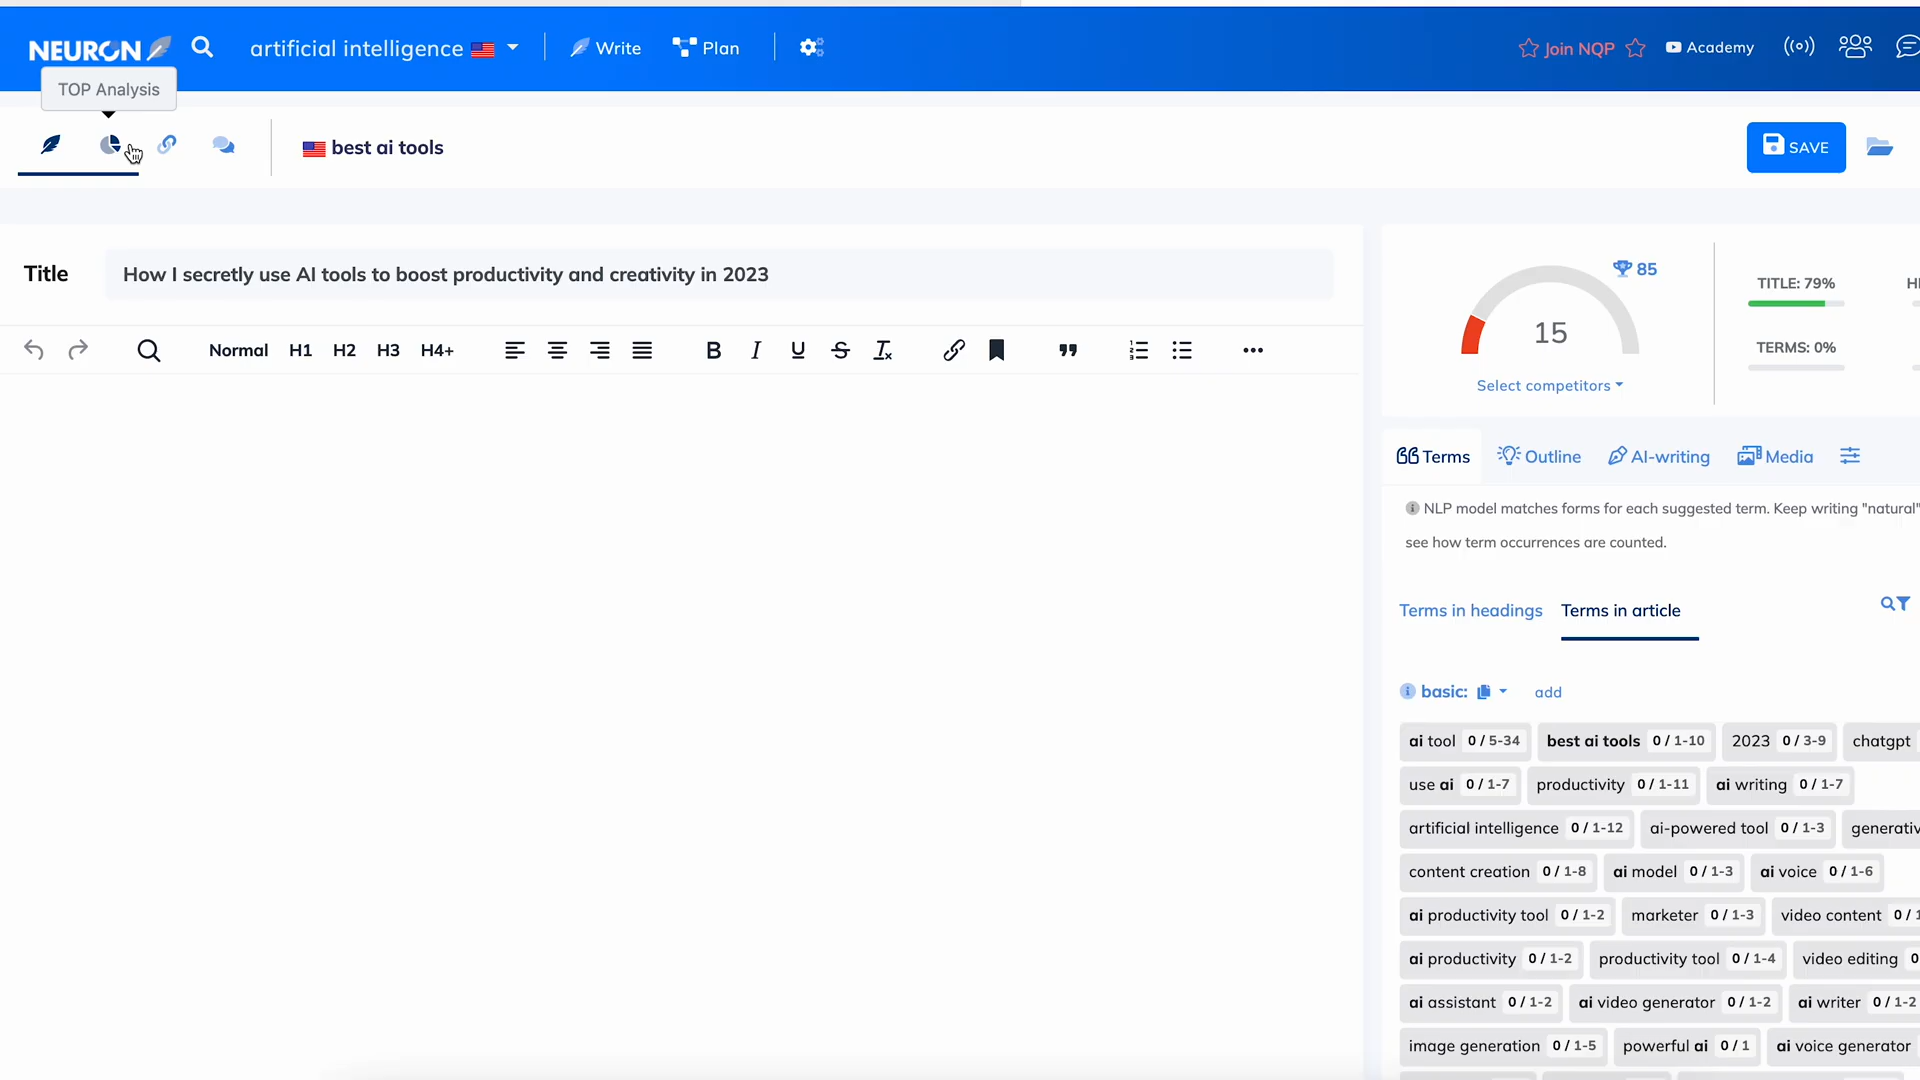 NEURON
artificial intelligence
Write
Plan
Join NQP
Academy
TOP Analysis
best ai tools
SAVE
Title
How I secretly use AI tools to boost productivity and creativity in 2023
85
15
Select competitors
TITLE: 79%
TERMS: 0%
Normal H1 H2 H3 H4+
B I U S
Terms
Outline
AI-writing
Media
NLP model matches forms for each suggested term. Keep writing "natural"
see how term occurrences are counted.
Terms in headings
Terms in article
basic:
add
ai tool 0 / 5-34 best ai tools 0 / 1-10 2023 0 / 3-9 chatgpt
use ai 0 / 1-7 productivity 0 / 1-11 ai writing 0 / 1-7
artificial intelligence 0 / 1-12 ai-powered tool 0 / 1-3
content creation 0 / 1-8 ai model 0 / 1-3 ai voice 0 / 1-6
ai productivity tool 0 / 1-2 marketer 0 / 1-3 video content 0 /
ai productivity 0 / 1-2 productivity tool 0 / 1-4 video editing 0
ai assistant 0 / 1-2 ai video generator 0 / 1-2 ai writer 0 / 1-2
image generation 0 / 1-5 powerful ai 0 / 1 ai voice generator